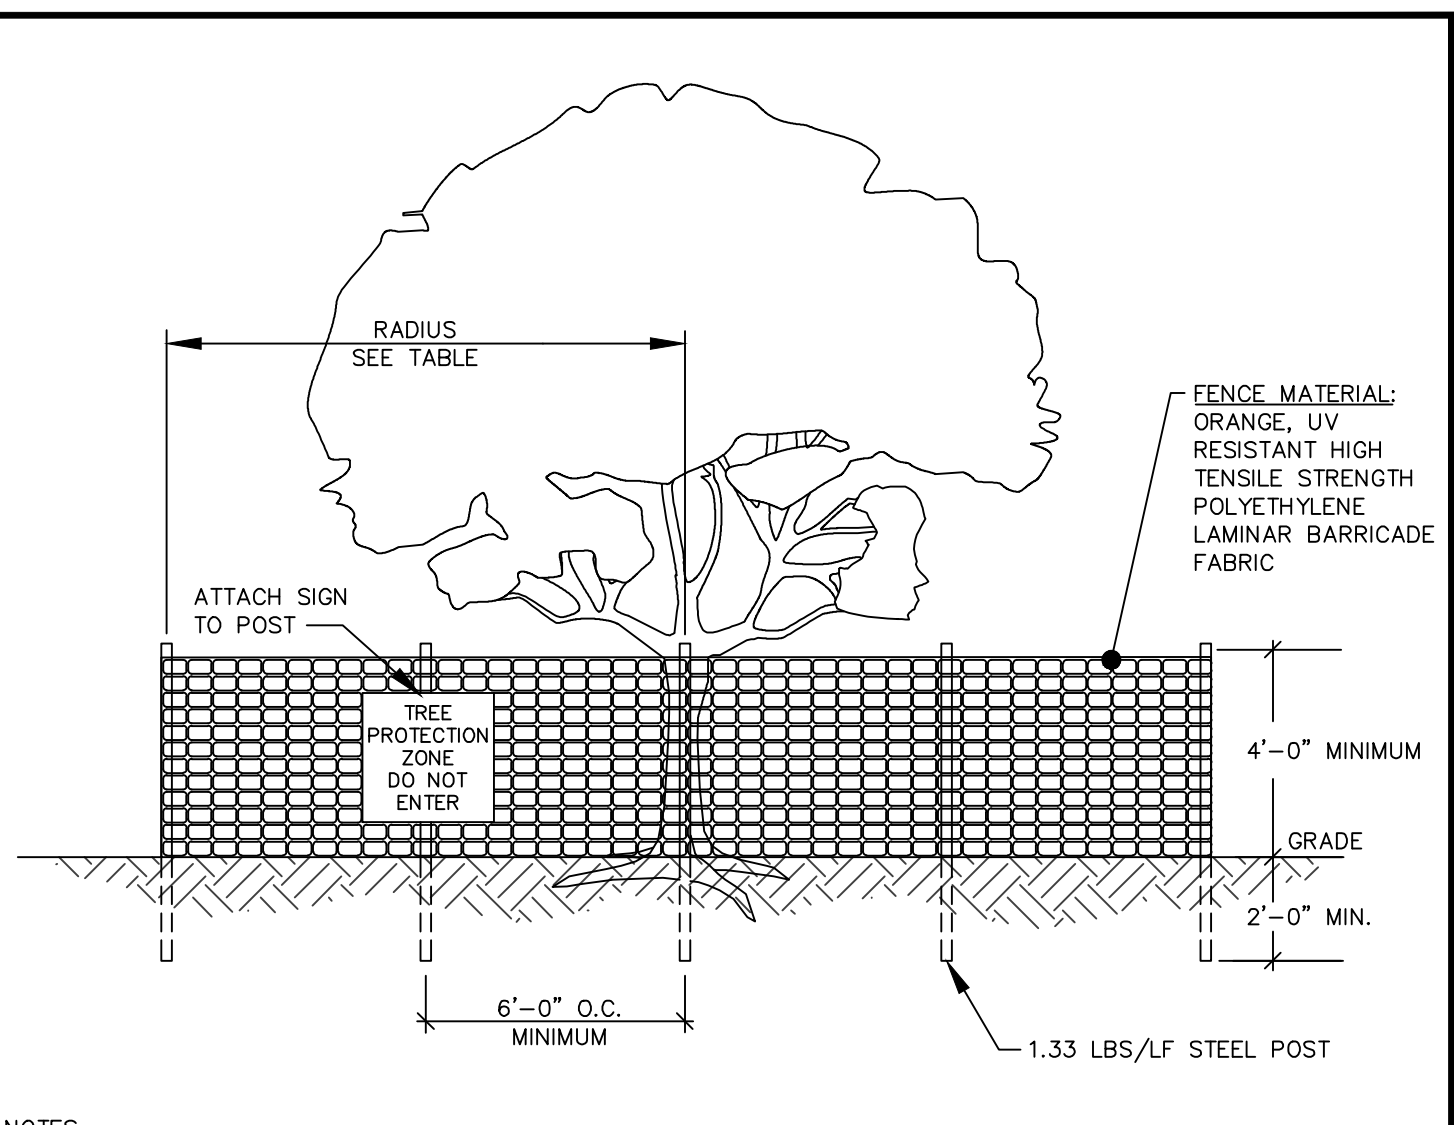 RADIUS
SEE TABLE
FENCE MATERIAL:
ORANGE, UV
RESISTANT HIGH
TENSILE STRENGTH
POLYETHYLENE
LAMINAR BARRICADE
FABRIC
ATTACH SIGN
TO POST
TREE
PROTECTION
ZONE
DO NOT
ENTER
4'-0" MINIMUM
GRADE
2'-0" MIN.
6'-0" O.C.
MINIMUM
1.33 LBS/LF STEEL POST
NOTES